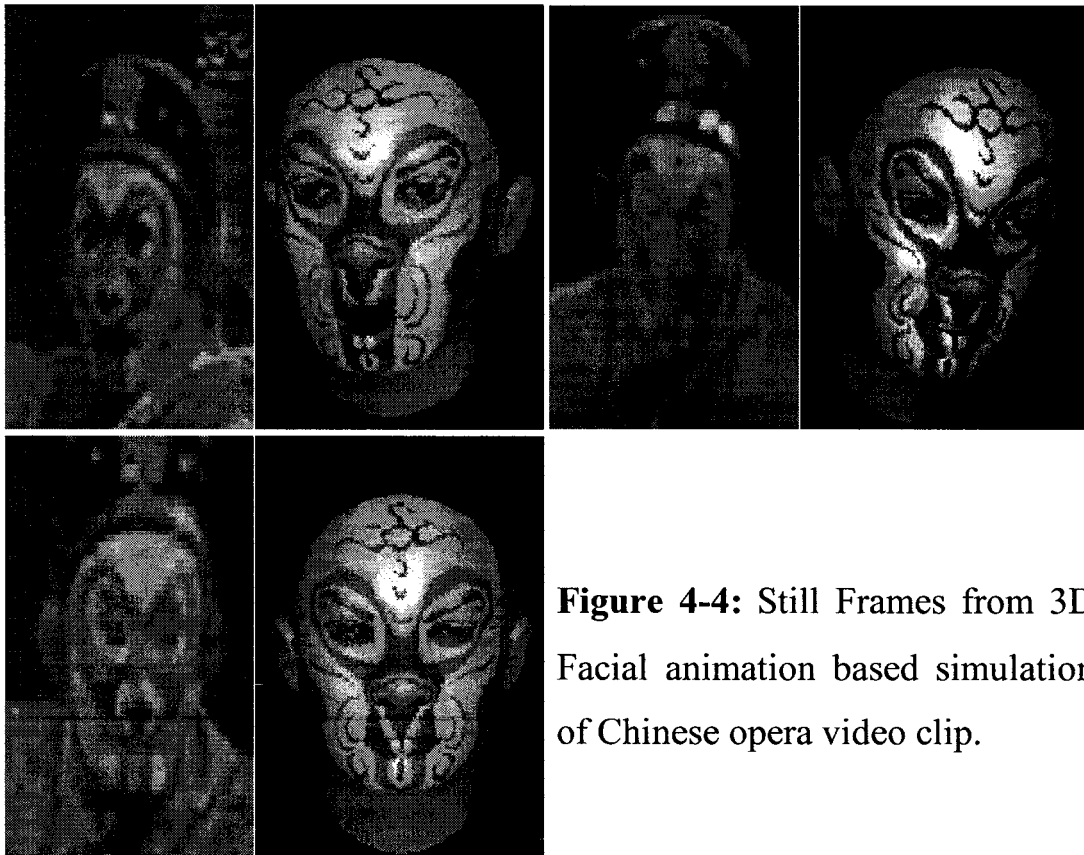 Figure 4-4: Still Frames from 3D
Facial animation based simulation
of Chinese opera video clip.